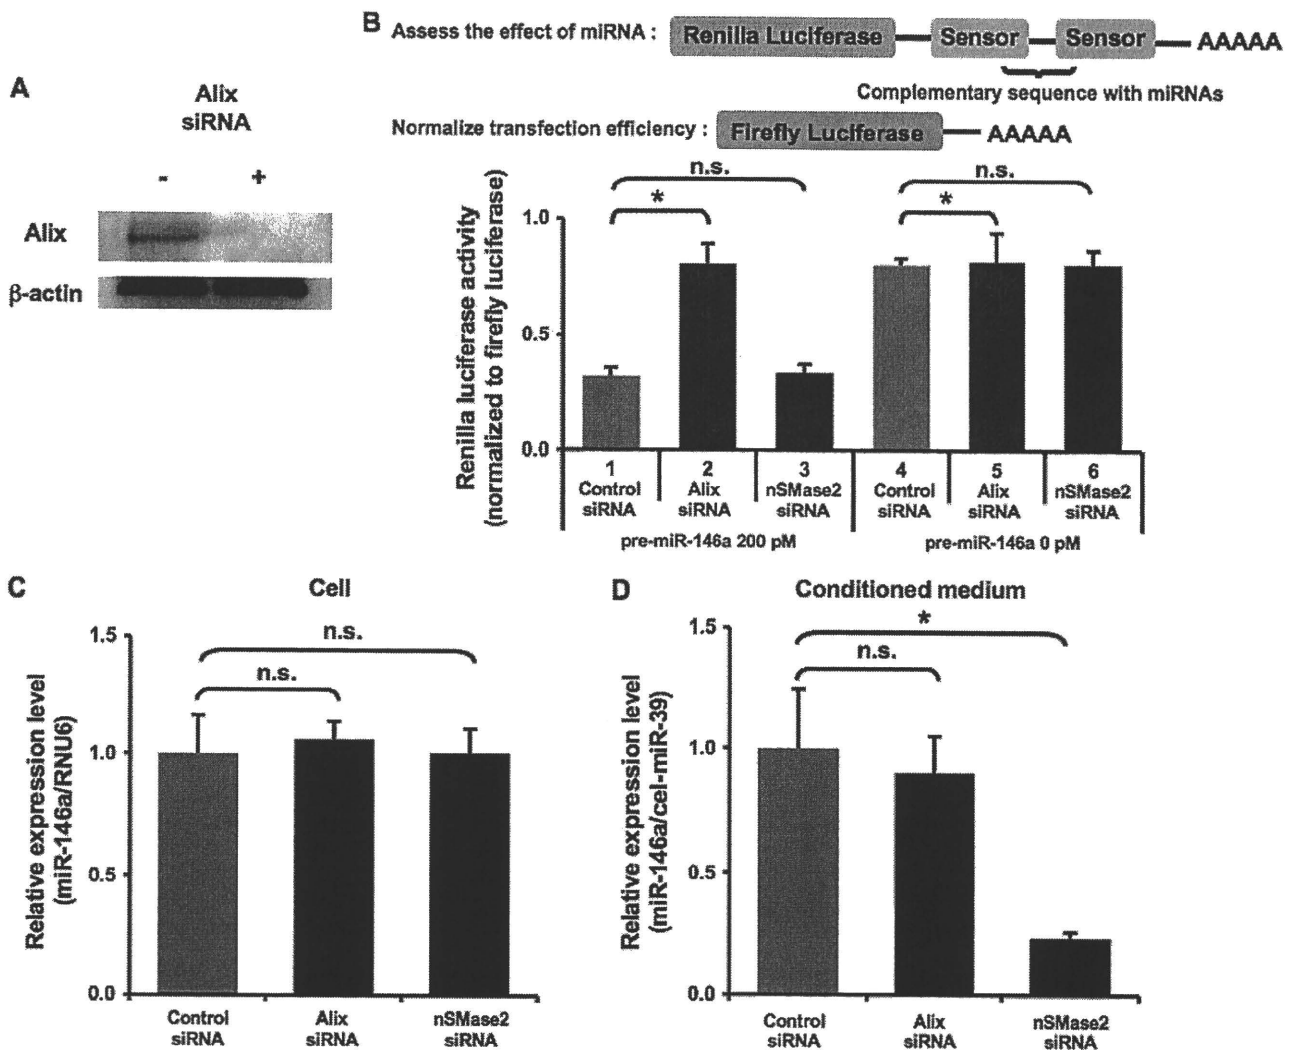 A
Alix
siRNA
- +
Alix
β-actin
B
Assess the effect of miRNA : Renilla Luciferase Sensor Sensor AAAAA
Complementary sequence with miRNAs
Normalize transfection efficiency : Firefly Luciferase AAAAA
Renilla luciferase activity
(normalized to firefly luciferase)
n.s. n.s.
* *
1.0
0.5
0.0
1 2 3 4 5 6
Control Alix nSMase2 Control Alix nSMase2
siRNA siRNA siRNA siRNA siRNA siRNA
pre-miR-146a 200 pM pre-miR-146a 0 pM
C
Cell
Relative expression level
(miR-146a/RNU6)
1.5
1.0
0.5
0.0
n.s.
n.s.
Control Alix nSMase2
siRNA siRNA siRNA
D
Conditioned medium
Relative expression level
(miR-146a/cel-miR-39)
1.5
1.0
0.5
0.0
*
n.s.
Control Alix nSMase2
siRNA siRNA siRNA